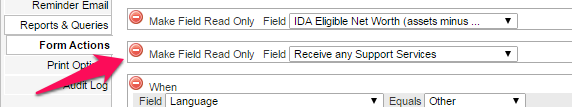 Reminder Email
Reports & Queries
Form Actions
Print Opti
Audit Log
Make Field Read Only Field IDA Eligible Net Worth (assets minus ...
Make Field Read Only Field Receive any Support Services
When
Field Language Equals Other